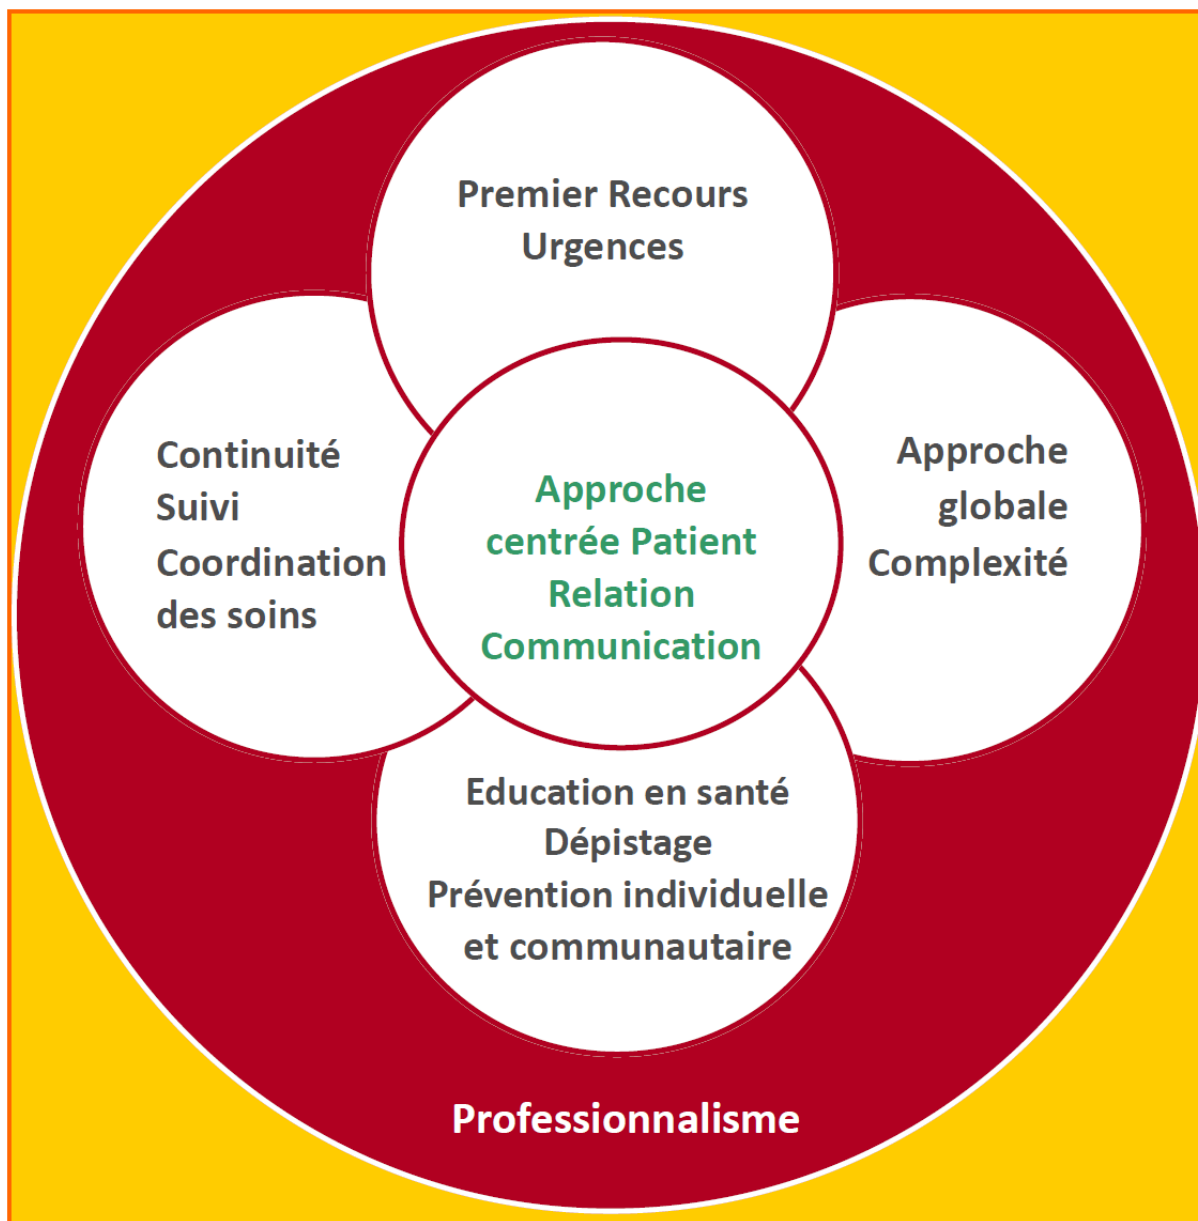 Premier Recours
Urgences
Continuité
Suivi
Coordination
des soins
Approche
centrée Patient
Relation
Communication
Approche
globale
Complexité
Education en santé
Dépistage
Prévention individuelle
et communautaire
Professionnalisme